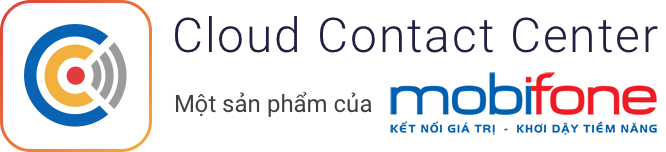 Cloud Contact Center
Một sản phẩm của mobifone
KẾT NỐI GIÁ TRỊ - KHƠI DẬY TIỀM NĂNG